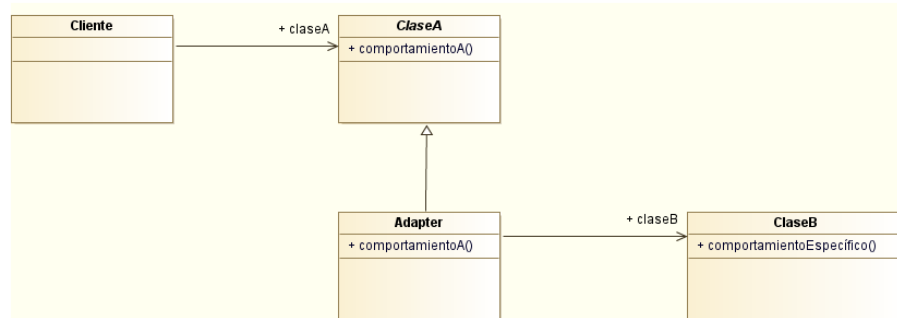 Cliente
+ claseA
ClaseA
+ comportamientoA()
Adapter
+ comportamientoA()
+ claseB
ClaseB
+ comportamientoEspecífico()